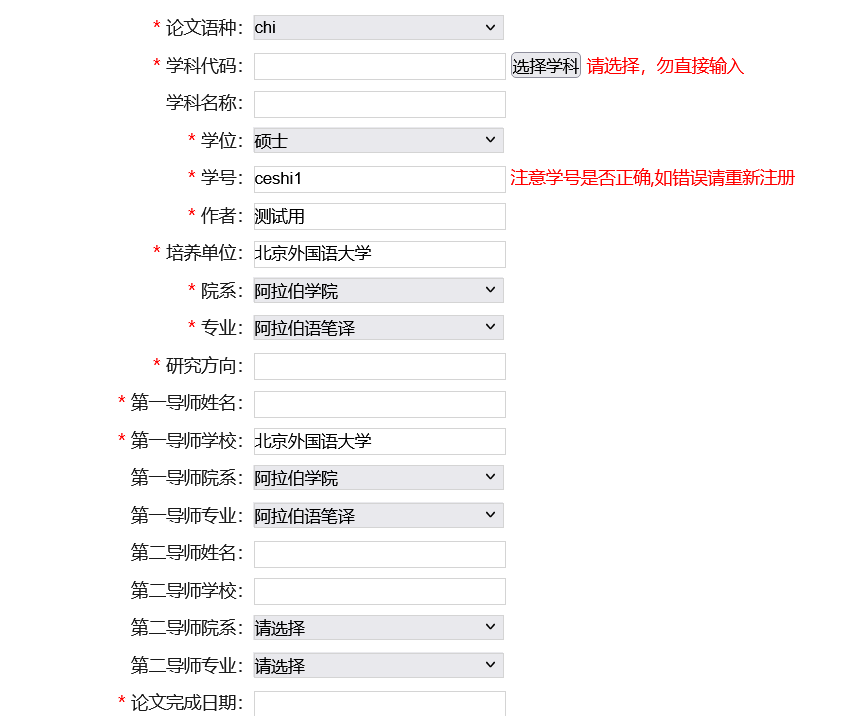 * 论文语种： chi
* 学科代码： 选择学科 请选择，勿直接输入
学科名称：
* 学位： 硕士
* 学号： ceshi1 注意学号是否正确,如错误请重新注册
* 作者： 测试用
* 培养单位： 北京外国语大学
* 院系： 阿拉伯学院
* 专业： 阿拉伯语笔译
* 研究方向：
* 第一导师姓名：
* 第一导师学校： 北京外国语大学
第一导师院系： 阿拉伯学院
第一导师专业： 阿拉伯语笔译
第二导师姓名：
第二导师学校：
第二导师院系： 请选择
第二导师专业： 请选择
* 论文完成日期：